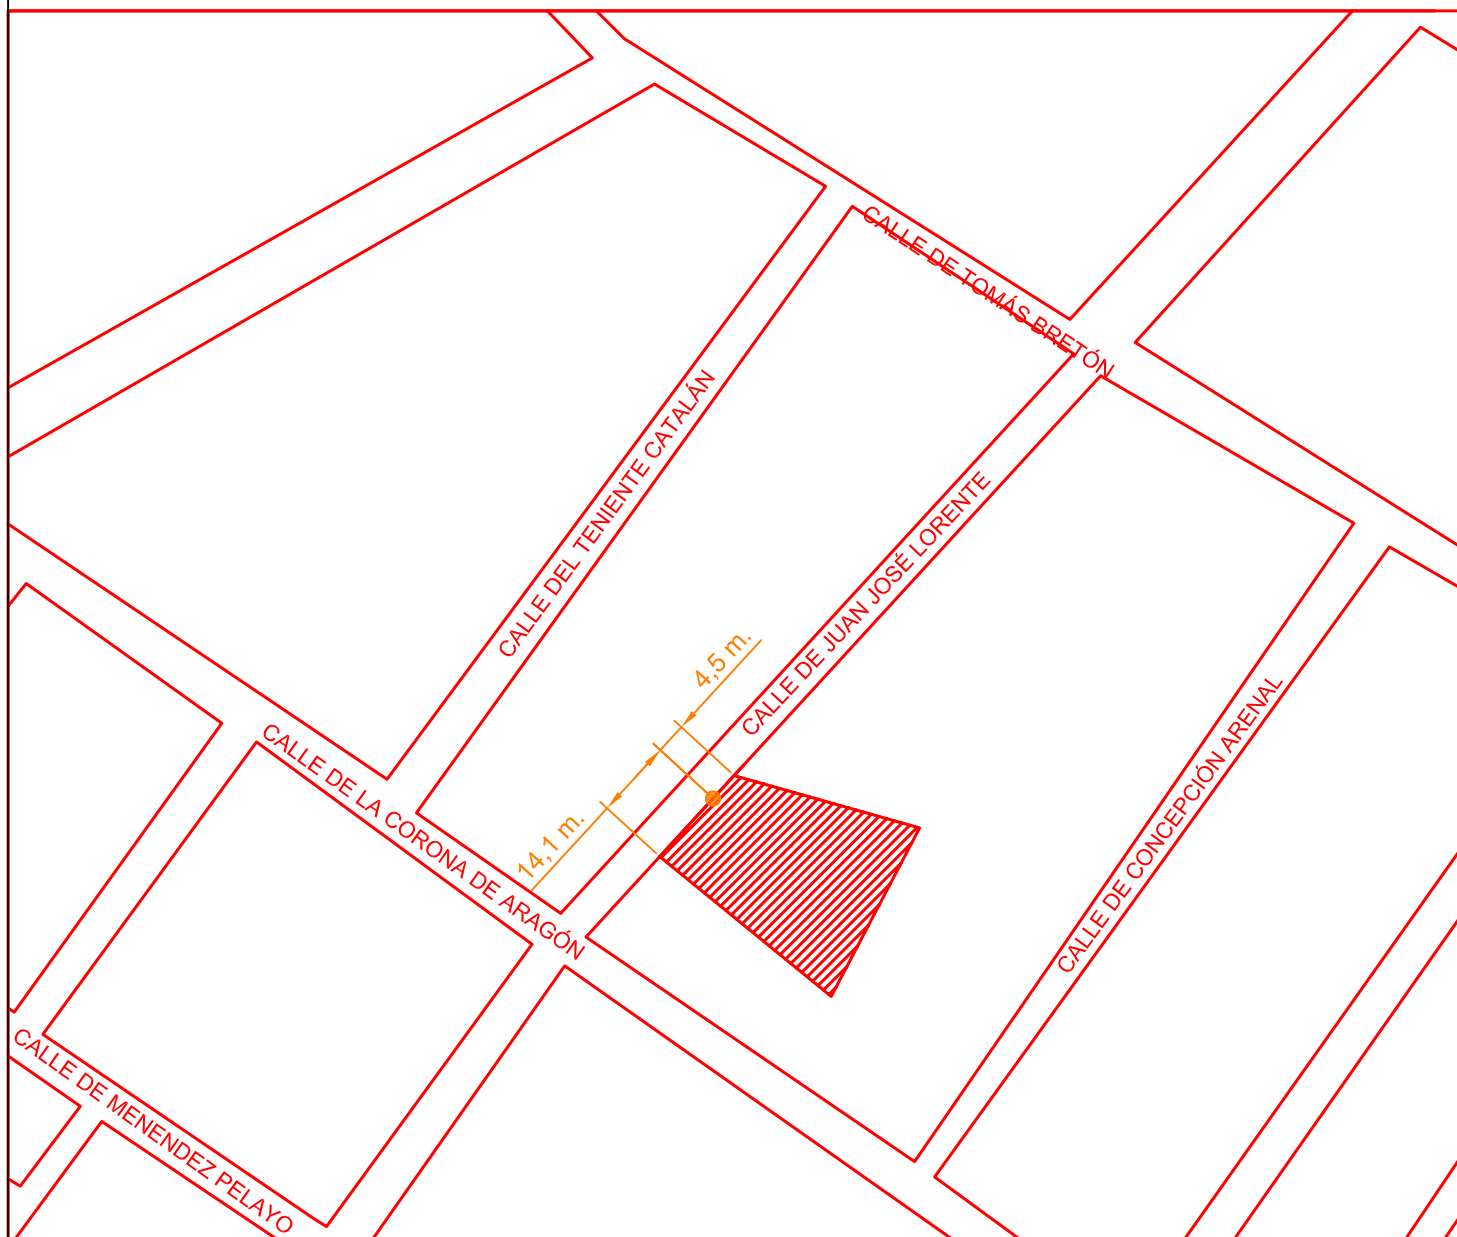 CALLE DE TOMÁS BRETÓN
CALLE DEL TENIENTE CATALÁN
CALLE DE JUAN JOSÉ LORENTE
4,5 m.
14,1 m.
CALLE DE CONCEPCIÓN ARENAL
CALLE DE LA CORONA DE ARAGÓN
CALLE DE MENENDEZ PELAYO